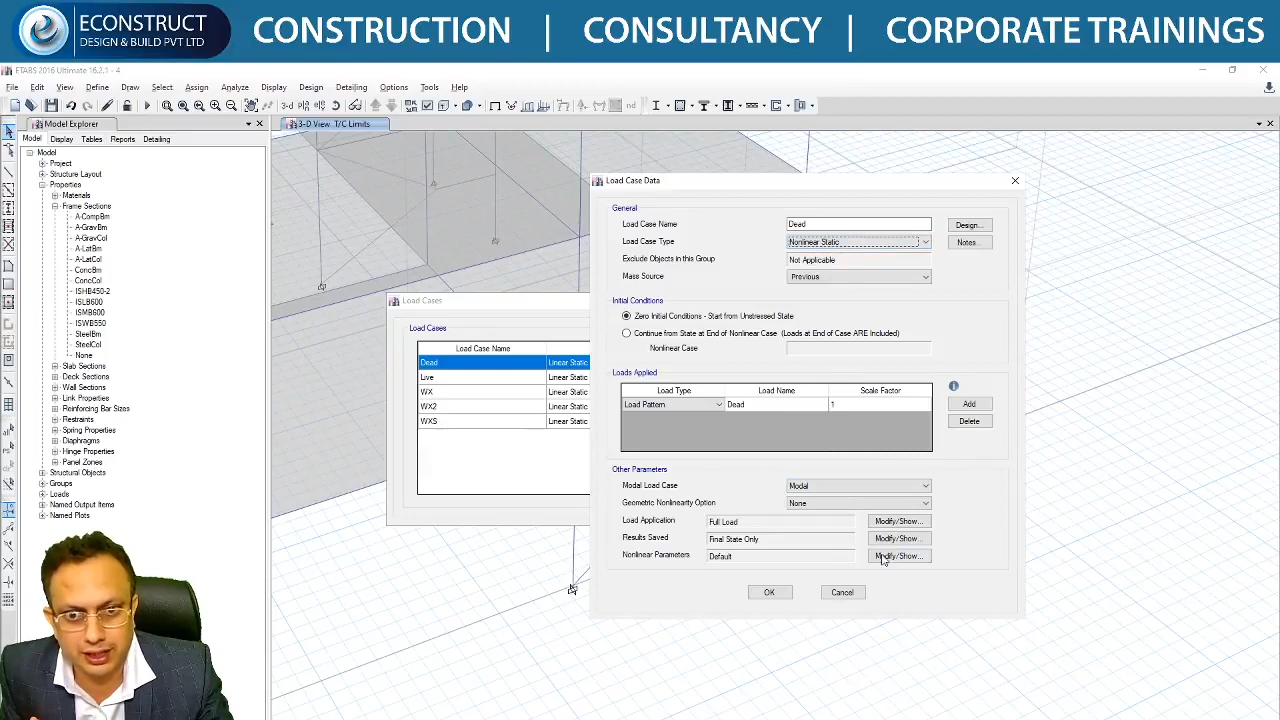 ECONSTRUCT
DESIGN & BUILD PVT LTD
CONSTRUCTION | CONSULTANCY | CORPORATE TRAININGS
ETABS 2016 Ultimate 16.2.1 - 4
File Edit View Define Draw Select Assign Analyze Display Design Detailing Options Tools Help
3-d
nd
Model Explorer
3-D View T/C Limits
Model Display Tables Reports Detailing
Model
Project
Structure Layout
Properties
Materials
Frame Sections
A-CompBm
A-GravBm
A-GravCol
A-LatBm
A-LatCol
ConcBm
ConcCol
ISHB450-2
ISLB600
ISMB600
ISWB550
SteelBm
SteelCol
None
Slab Sections
Deck Sections
Wall Sections
Link Properties
Reinforcing Bar Sizes
Restraints
Spring Properties
Diaphragms
Hinge Properties
Panel Zones
Structural Objects
Groups
Loads
Named Output Items
Named Plots
Load Cases
Load Cases
Load Case Name
Dead Linear Static
Live Linear Static
WX Linear Static
WX2 Linear Static
WXS Linear Static
Load Case Data
General
Load Case Name Dead Design...
Load Case Type Nonlinear Static Notes...
Exclude Objects in this Group Not Applicable
Mass Source Previous
Initial Conditions
Zero Initial Conditions - Start from Unstressed State
Continue from State at End of Nonlinear Case (Loads at End of Case ARE Included)
Nonlinear Case
Loads Applied
Load Type Load Name Scale Factor
Load Pattern Dead 1
Add
Delete
Other Parameters
Modal Load Case Modal
Geometric Nonlinearity Option None
Load Application Full Load Modify/Show...
Results Saved Final State Only Modify/Show...
Nonlinear Parameters Default Modify/Show...
OK Cancel